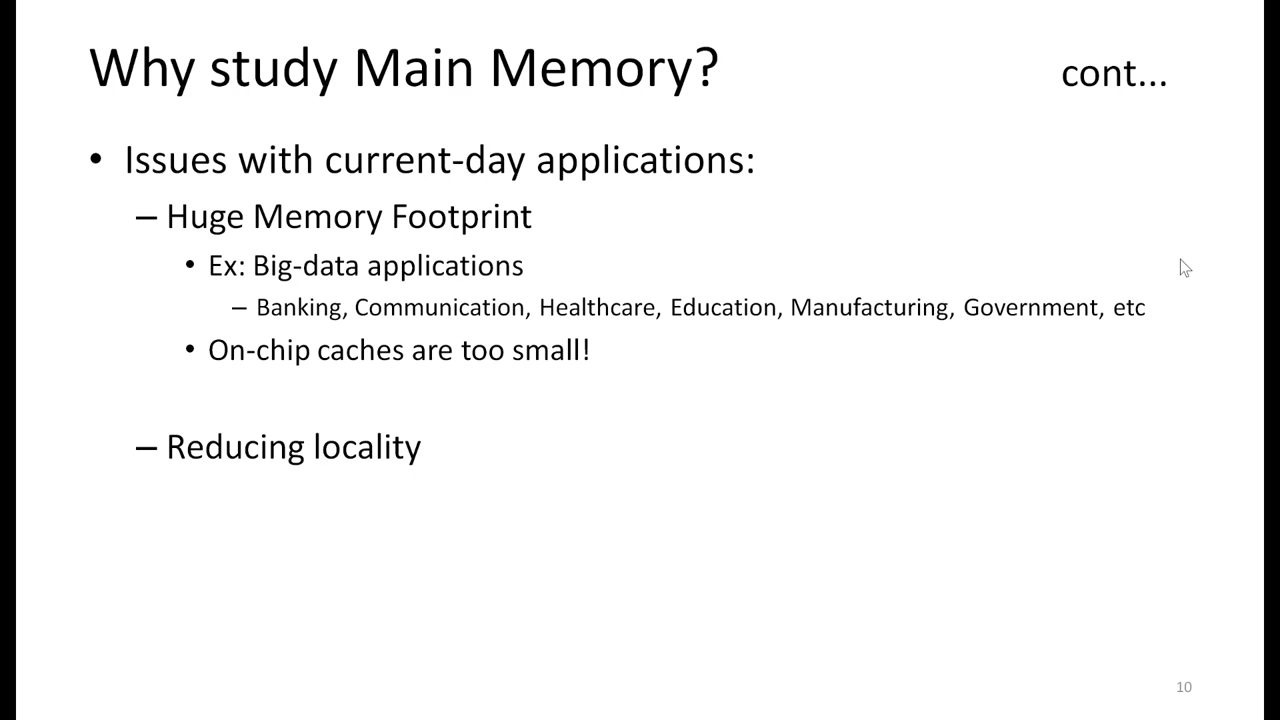 Why study Main Memory? cont...
• Issues with current-day applications:
– Huge Memory Footprint
• Ex: Big-data applications
– Banking, Communication, Healthcare, Education, Manufacturing, Government, etc
• On-chip caches are too small!
– Reducing locality
10